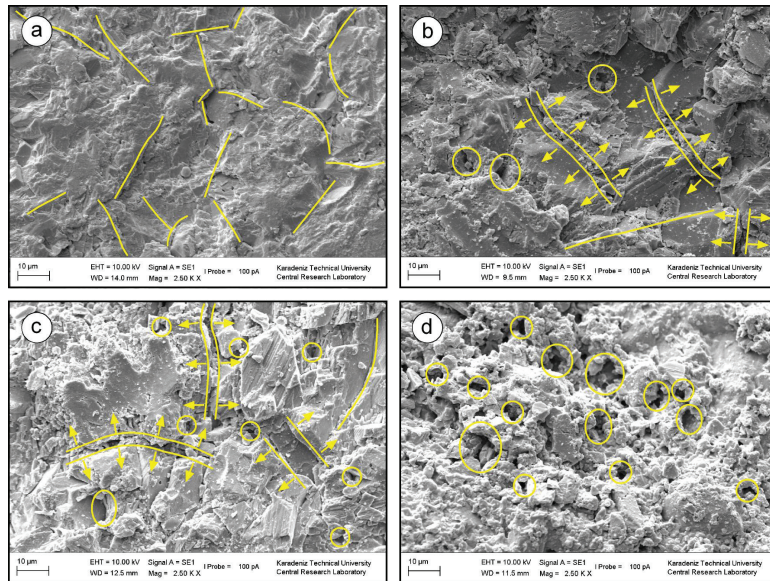 a
10 µm
EHT = 10.00 kV Signal A = SE1 I Probe = 100 pA Karadeniz Technical University
WD = 14.0 mm Mag = 2.50 K X Central Research Laboratory
b
10 µm
EHT = 10.00 kV Signal A = SE1 I Probe = 100 pA Karadeniz Technical University
WD = 9.5 mm Mag = 2.50 K X Central Research Laboratory
c
10 µm
EHT = 10.00 kV Signal A = SE1 I Probe = 100 pA Karadeniz Technical University
WD = 12.5 mm Mag = 2.50 K X Central Research Laboratory
d
10 µm
EHT = 10.00 kV Signal A = SE1 I Probe = 100 pA Karadeniz Technical University
WD = 11.5 mm Mag = 2.50 K X Central Research Laboratory